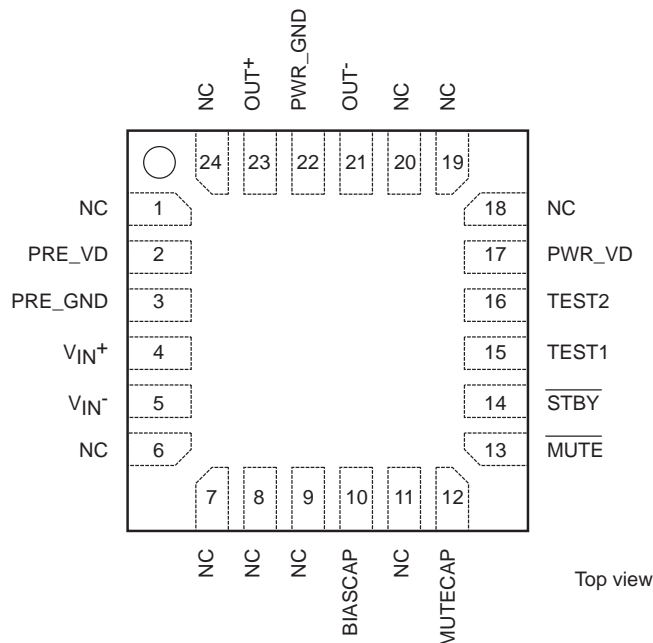 NC OUT+ PWR_GND OUT- NC NC
24 23 22 21 20 19
NC 1 18 NC
PRE_VD 2 17 PWR_VD
PRE_GND 3 16 TEST2
VIN+ 4 15 TEST1
VIN- 5 14 STBY
NC 6 13 MUTE
7 8 9 10 11 12
NC NC NC BIASCAP NC MUTECAP
Top view